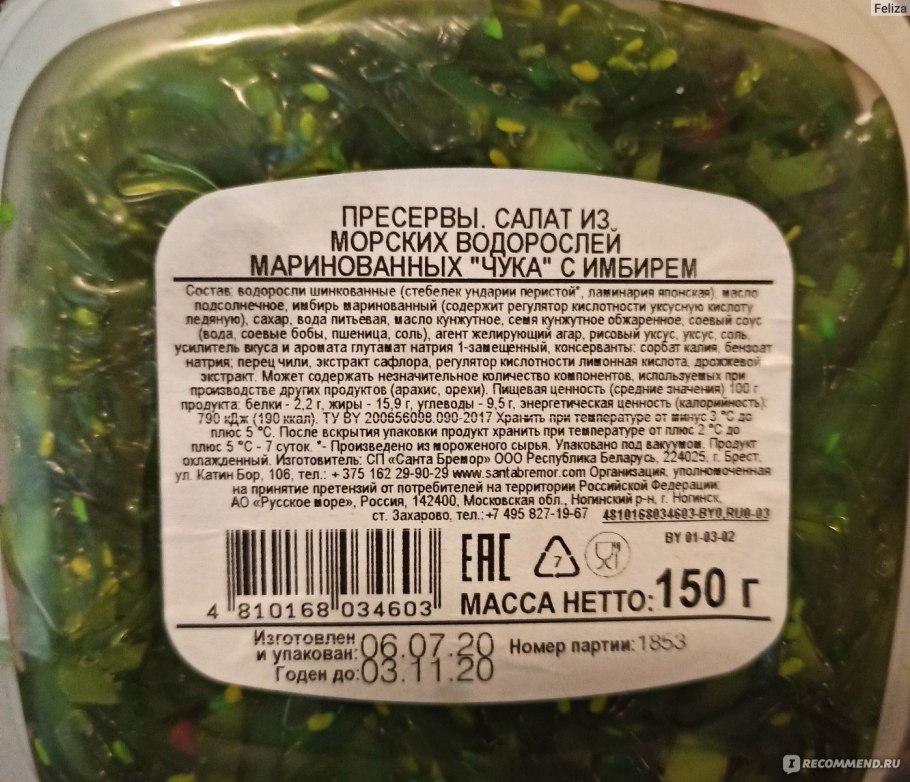 Feliza
ПРЕСЕРВЫ. САЛАТ ИЗ
МОРСКИХ ВОДОРОСЛЕЙ
МАРИНОВАННЫХ "ЧУКА" С ИМБИРЕМ
Состав: водоросли шинкованные (стебелек ундарии перистой*, ламинария японская), масло
подсолнечное, имбирь маринованный (содержит регулятор кислотности уксусную кислоту
ледяную), сахар, вода питьевая, масло кунжутное, семя кунжутное обжаренное, соевый соус
(вода, соевые бобы, пшеница, соль), агент желирующий агар, рисовый уксус, уксус, соль,
усилитель вкуса и аромата глутамат натрия 1-замещенный, консерванты: сорбат калия, бензоат
натрия; перец чили, экстракт сафлора, регулятор кислотности лимонная кислота, дрожжевой
экстракт. Может содержать незначительное количество компонентов, используемых при
производстве других продуктов (арахис, орехи). Пищевая ценность (средние значения) 100 г
продукта: белки - 2,2 г, жиры - 15,9 г, углеводы - 9,5 г, энергетическая ценность (калорийность):
790 кДж (190 ккал). ТУ BY 200656098.090-2017 Хранить при температуре от минус 3 °С до
плюс 5 °С. После вскрытия упаковки продукт хранить при температуре от плюс 2 °С до
плюс 5 °С - 7 суток. *- Произведено из мороженого сырья. Упаковано под вакуумом. Продукт
охлажденный. Изготовитель: СП «Санта Бремор» ООО Республика Беларусь, 224025, г. Брест,
ул. Катин Бор, 106, тел.: + 375 162 29-90-29 www.santabremor.com Организация, уполномоченная
на принятие претензий от потребителей на территории Российской Федерации:
АО «Русское море», Россия, 142400, Московская обл., Ногинский р-н, г. Ногинск,
ст. Захарово, тел.:+7 495 827-19-67 4810168034603-BY0,RU0-03
BY 01-03-02
EAC
7
4 810168 034603
МАССА НЕТТО: 150 г
Изготовлен
и упакован: 06.07.20 Номер партии: 1853
Годен до: 03.11.20
IRECOMMEND.RU